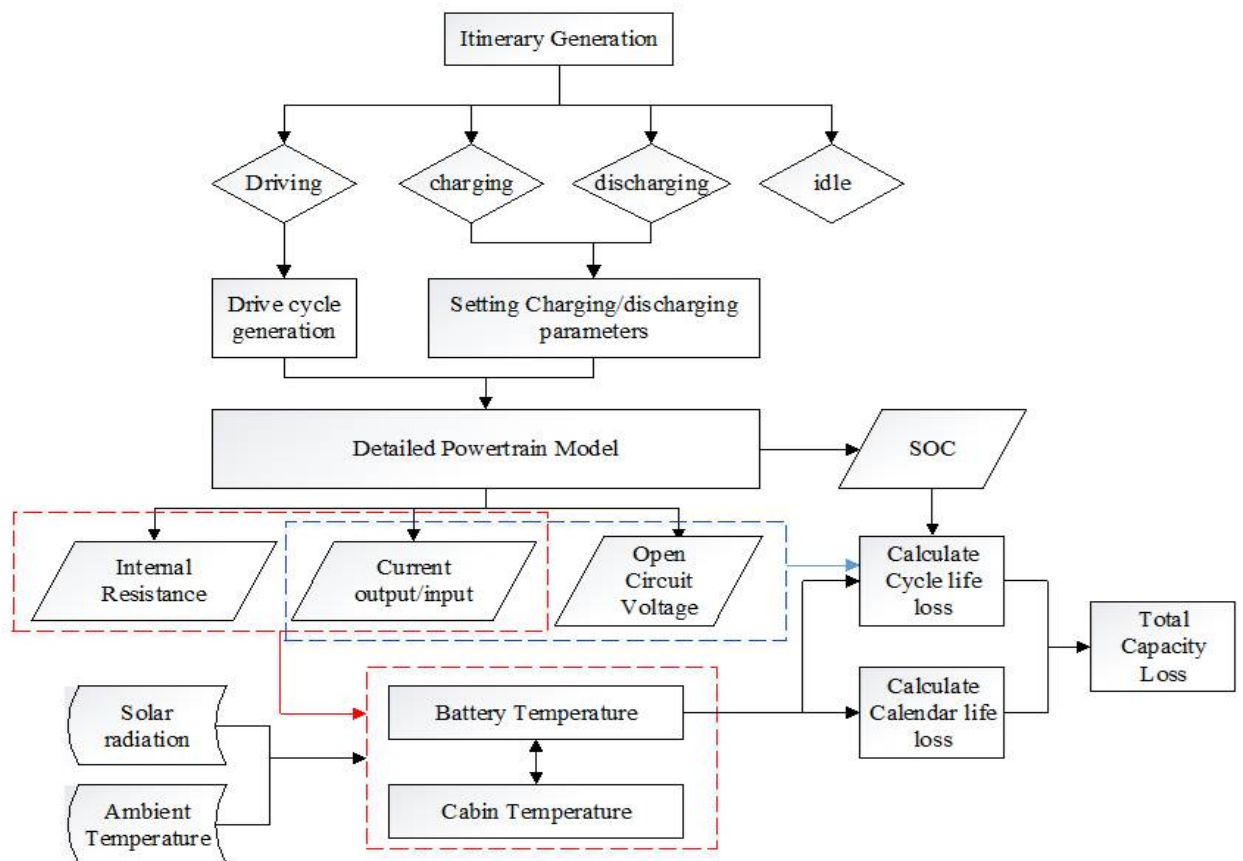 Itinerary Generation
Driving
charging
discharging
idle
Drive cycle
generation
Setting Charging/discharging
parameters
Detailed Powertrain Model
SOC
Internal
Resistance
Current
output/input
Open
Circuit
Voltage
Calculate
Cycle life
loss
Total
Capacity
Loss
Solar
radiation
Battery Temperature
Calculate
Calendar life
loss
Ambient
Temperature
Cabin Temperature